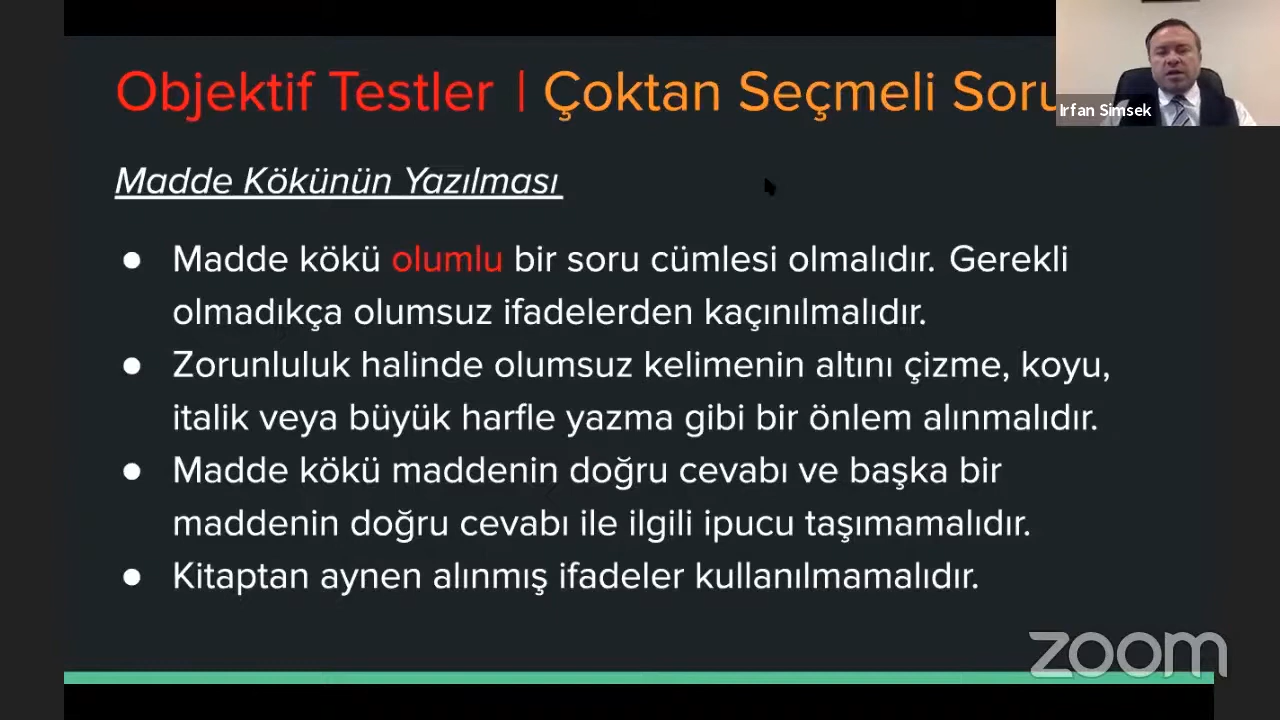 Objektif Testler | Çoktan Seçmeli Soru
Irfan Simsek
Madde Kökünün Yazılması
● Madde kökü olumlu bir soru cümlesi olmalıdır. Gerekli
olmadıkça olumsuz ifadelerden kaçınılmalıdır.
● Zorunluluk halinde olumsuz kelimenin altını çizme, koyu,
italik veya büyük harfle yazma gibi bir önlem alınmalıdır.
● Madde kökü maddenin doğru cevabı ve başka bir
maddenin doğru cevabı ile ilgili ipucu taşımamalıdır.
● Kitaptan aynen alınmış ifadeler kullanılmamalıdır.
zoom